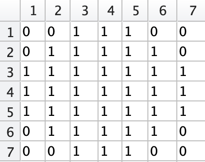 1 2 3 4 5 6 7
1 0 0 1 1 1 0 0
2 0 1 1 1 1 1 0
3 1 1 1 1 1 1 1
4 1 1 1 1 1 1 1
5 1 1 1 1 1 1 1
6 0 1 1 1 1 1 0
7 0 0 1 1 1 0 0